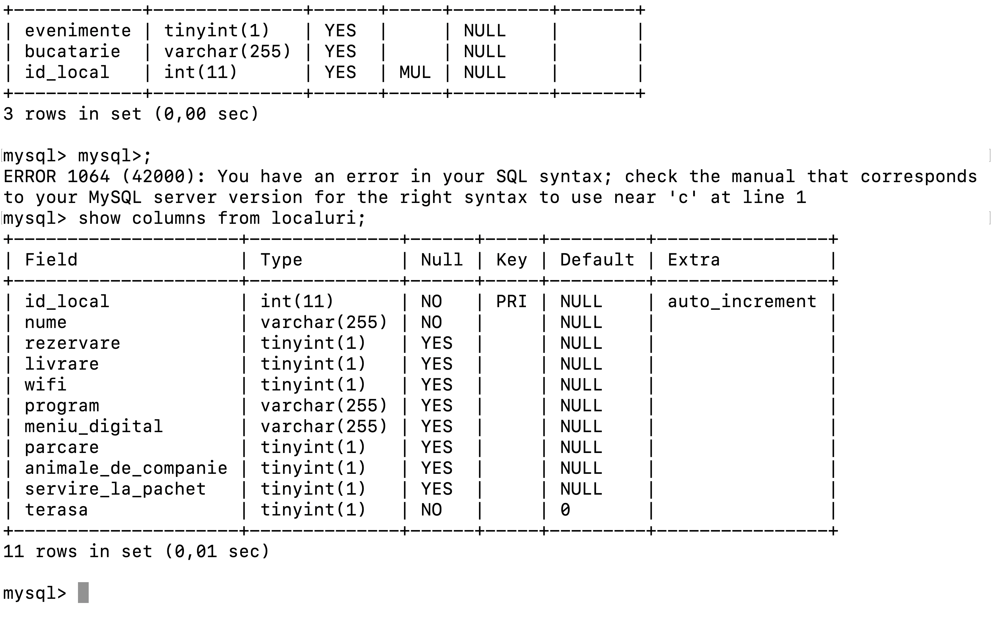 +------------+--------------+------+-----+---------+-------+
| evenimente | tinyint(1)   | YES  |     | NULL    |       |
| bucatarie  | varchar(255) | YES  |     | NULL    |       |
| id_local   | int(11)      | YES  | MUL | NULL    |       |
+------------+--------------+------+-----+---------+-------+
3 rows in set (0,00 sec)

mysql> mysql>;
ERROR 1064 (42000): You have an error in your SQL syntax; check the manual that corresponds
to your MySQL server version for the right syntax to use near 'c' at line 1
mysql> show columns from localuri;
+---------------------+--------------+------+-----+---------+----------------+
| Field               | Type         | Null | Key | Default | Extra          |
+---------------------+--------------+------+-----+---------+----------------+
| id_local            | int(11)      | NO   | PRI | NULL    | auto_increment |
| nume                | varchar(255) | NO   |     | NULL    |                |
| rezervare           | tinyint(1)   | YES  |     | NULL    |                |
| livrare             | tinyint(1)   | YES  |     | NULL    |                |
| wifi                | tinyint(1)   | YES  |     | NULL    |                |
| program             | varchar(255) | YES  |     | NULL    |                |
| meniu_digital       | varchar(255) | YES  |     | NULL    |                |
| parcare             | tinyint(1)   | YES  |     | NULL    |                |
| animale_de_companie | tinyint(1)   | YES  |     | NULL    |                |
| servire_la_pachet   | tinyint(1)   | YES  |     | NULL    |                |
| terasa              | tinyint(1)   | NO   |     | 0       |                |
+---------------------+--------------+------+-----+---------+----------------+
11 rows in set (0,01 sec)

mysql>